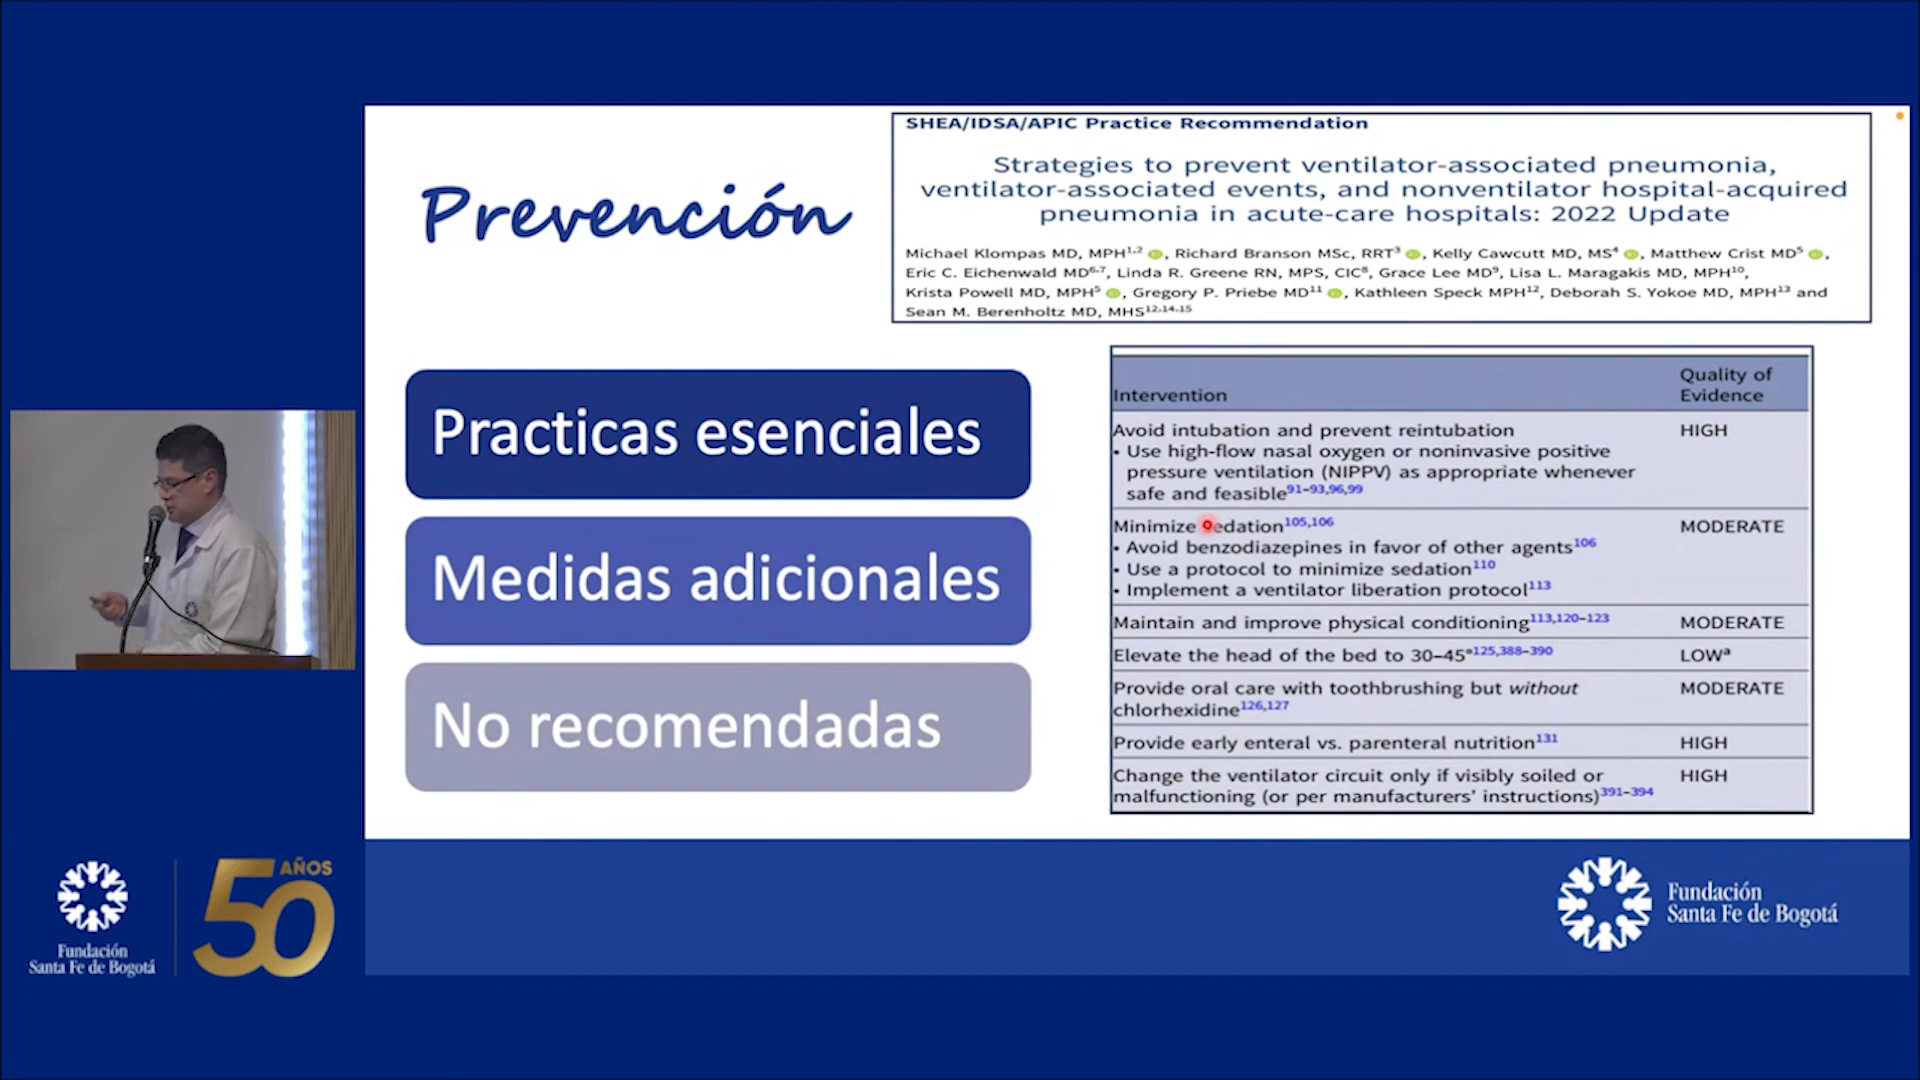 Prevención
SHEA/IDSA/APIC Practice Recommendation
Strategies to prevent ventilator-associated pneumonia,
ventilator-associated events, and nonventilator hospital-acquired
pneumonia in acute-care hospitals: 2022 Update
Michael Klompas MD, MPH1,2, Richard Branson MSc, RRT3, Kelly Cawcutt MD, MS4, Matthew Crist MD5,
Eric C. Eichenwald MD6,7, Linda R. Greene RN, MPS, CIC8, Grace Lee MD9, Lisa L. Maragakis MD, MPH10,
Krista Powell MD, MPH5, Gregory P. Priebe MD11, Kathleen Speck MPH12, Deborah S. Yokoe MD, MPH13 and
Sean M. Berenholtz MD, MHS12,14,15
Practicas esenciales
Medidas adicionales
No recomendadas
Intervention Quality of
Evidence
Avoid intubation and prevent reintubation HIGH
• Use high-flow nasal oxygen or noninvasive positive
pressure ventilation (NIPPV) as appropriate whenever
safe and feasible91–93,96,99
Minimize sedation105,106 MODERATE
• Avoid benzodiazepines in favor of other agents106
• Use a protocol to minimize sedation110
• Implement a ventilator liberation protocol113
Maintain and improve physical conditioning113,120–123 MODERATE
Elevate the head of the bed to 30–45°125,388–390 LOWa
Provide oral care with toothbrushing but without MODERATE
chlorhexidine126,127
Provide early enteral vs. parenteral nutrition131 HIGH
Change the ventilator circuit only if visibly soiled or HIGH
malfunctioning (or per manufacturers' instructions)391–394
Fundación
Santa Fe de Bogotá
50 AÑOS
Fundación
Santa Fe de Bogotá